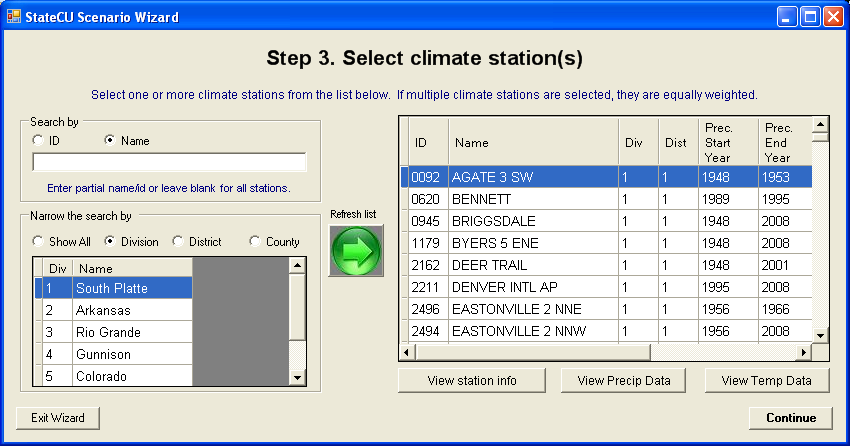 StateCU Scenario Wizard
Step 3. Select climate station(s)
Select one or more climate stations from the list below. If multiple climate stations are selected, they are equally weighted.
Search by
ID Name
Enter partial name/id or leave blank for all stations.
Narrow the search by
Show All Division District County
Div Name
1 South Platte
2 Arkansas
3 Rio Grande
4 Gunnison
5 Colorado
Refresh list
ID Name Div Dist Prec. Start Year Prec. End Year
0092 AGATE 3 SW 1 1 1948 1953
0620 BENNETT 1 1 1989 1995
0945 BRIGGSDALE 1 1 1948 2008
1179 BYERS 5 ENE 1 1 1948 2008
2162 DEER TRAIL 1 1 1948 2001
2211 DENVER INTL AP 1 1 1995 2008
2496 EASTONVILLE 2 NNE 1 1 1956 1966
2494 EASTONVILLE 2 NNW 1 1 1956 2008
View station info View Precip Data View Temp Data
Exit Wizard Continue